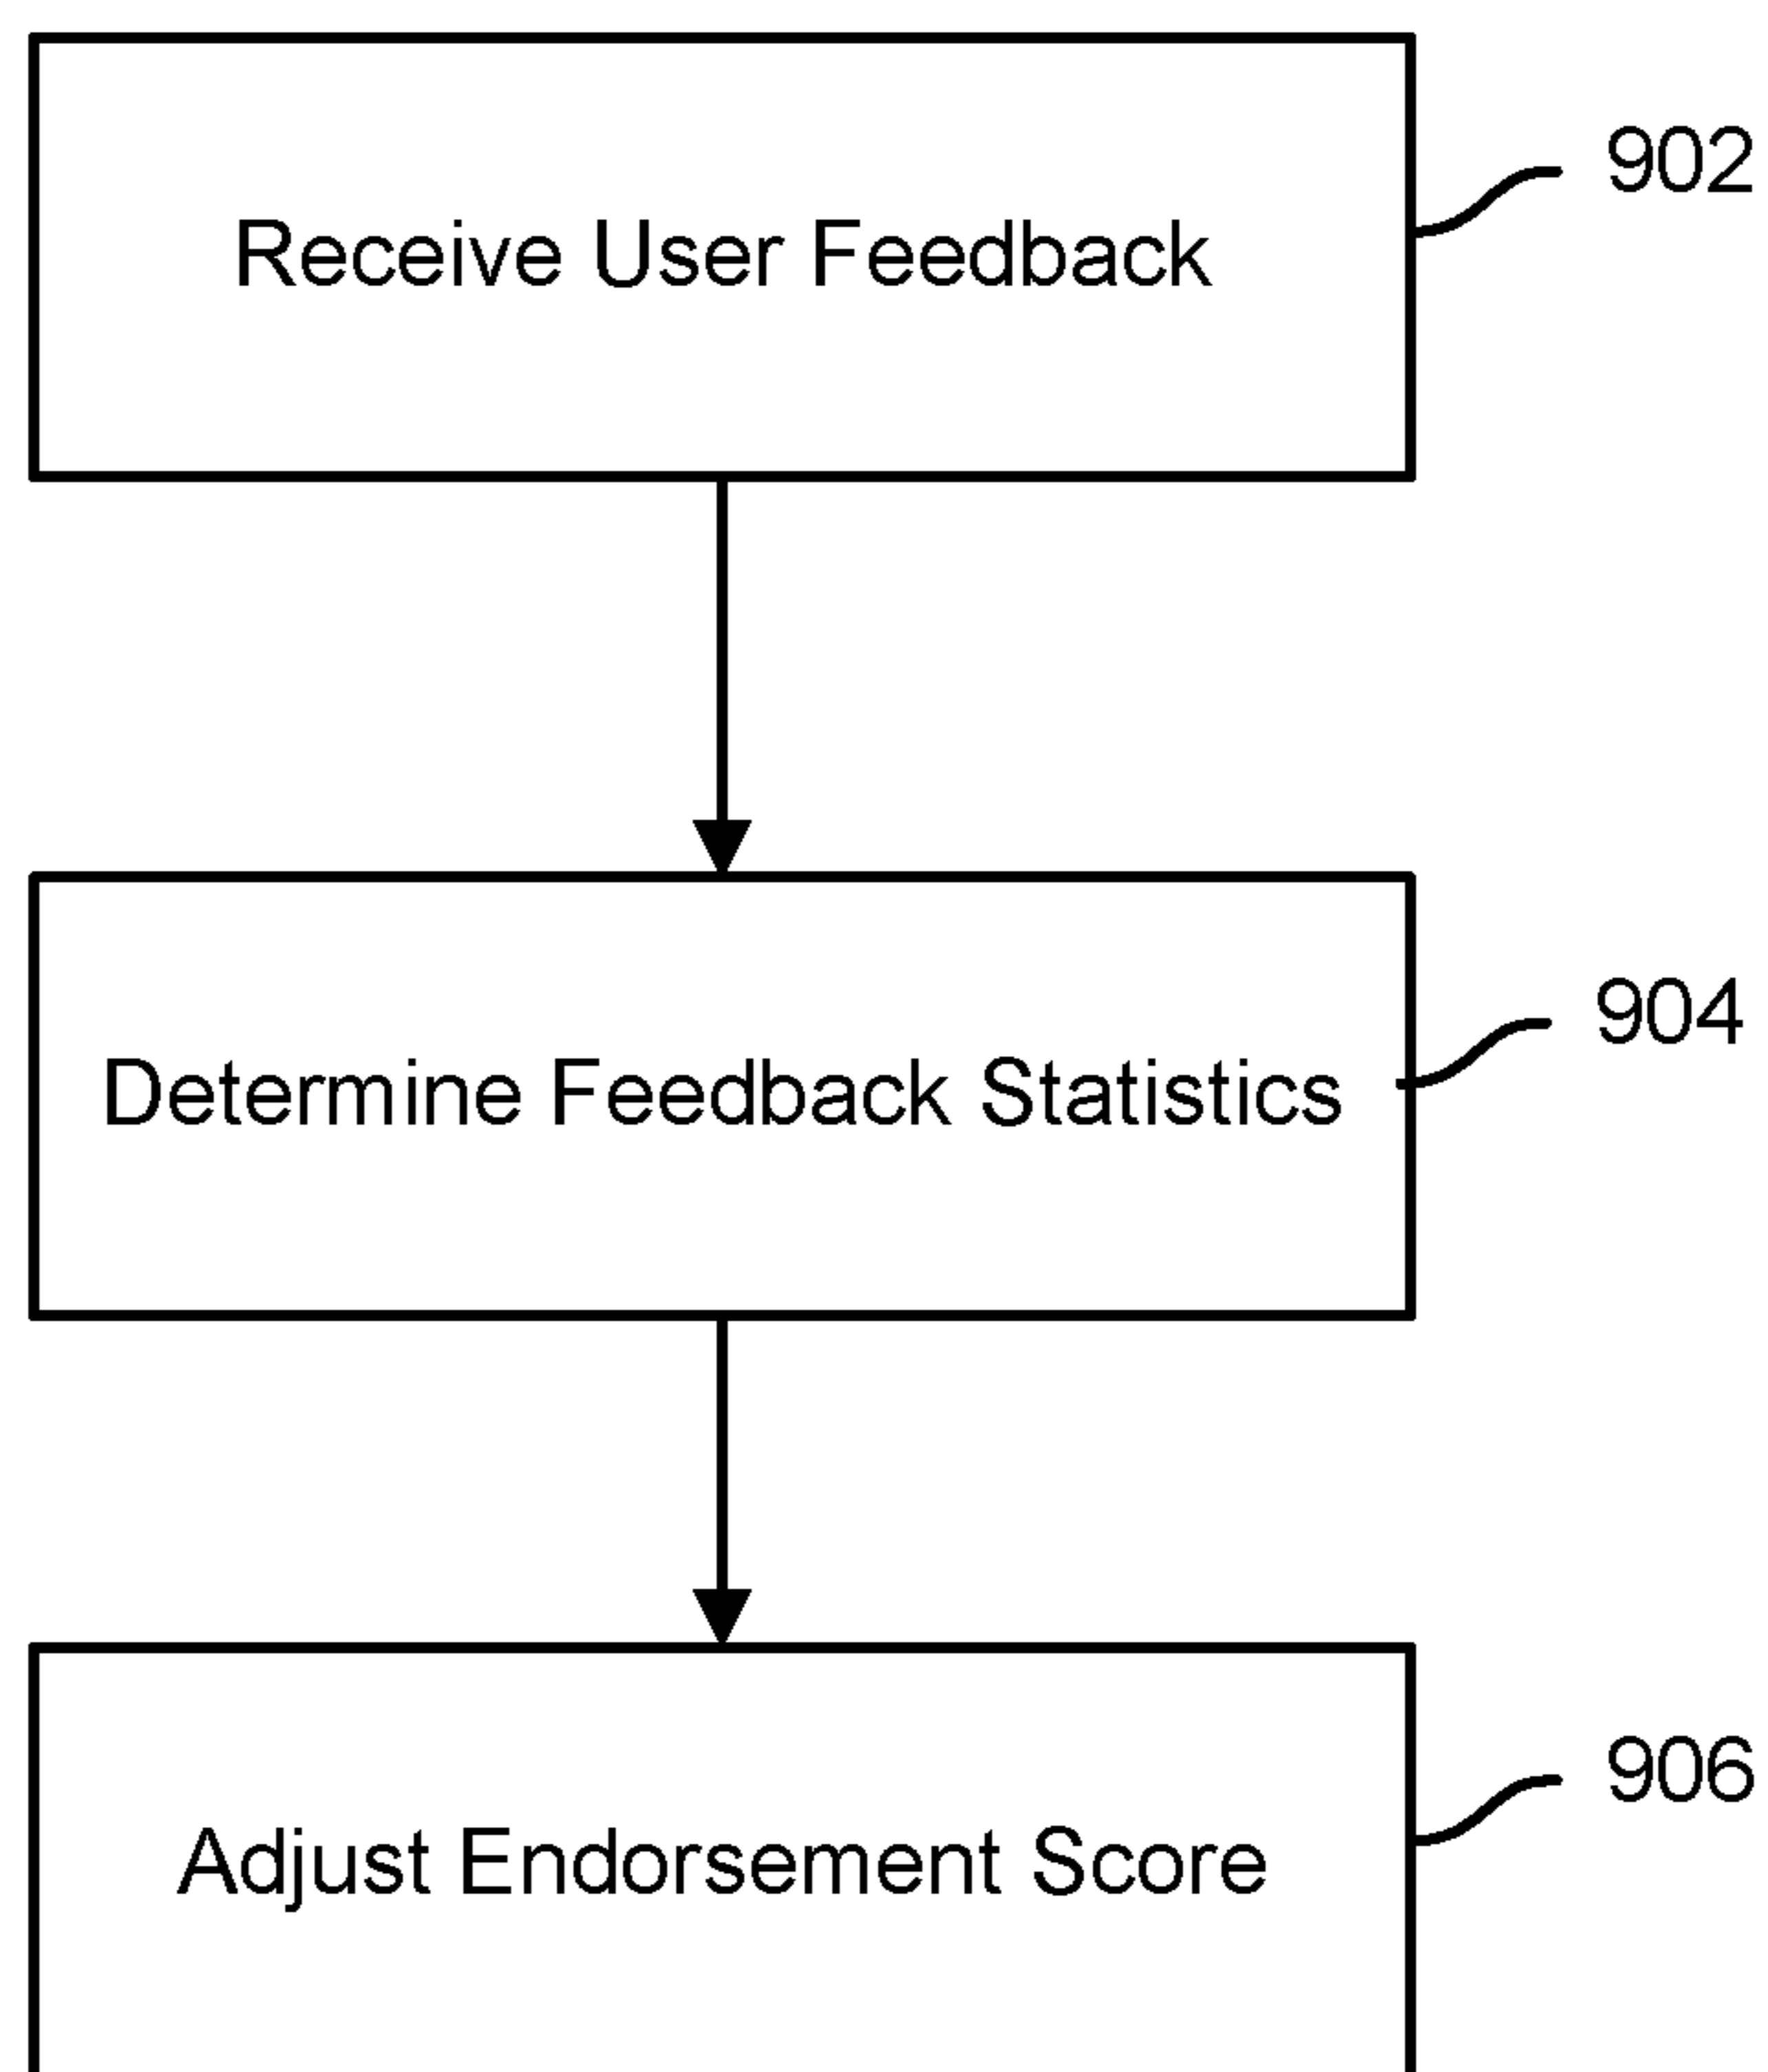 902
Receive User Feedback
904
Determine Feedback Statistics
906
Adjust Endorsement Score